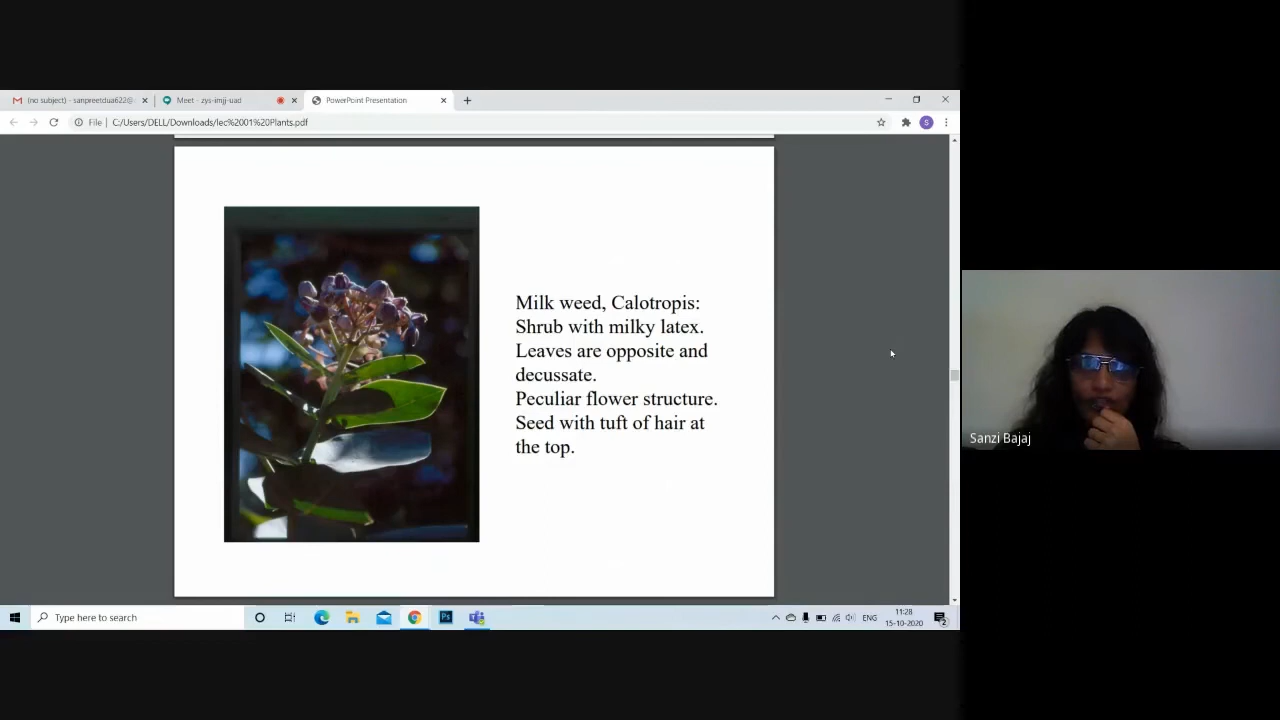 (no subject) - sanpreetdua622@
Meet - zys-imjj-uad
PowerPoint Presentation
File
C:/Users/DELL/Downloads/lec%2001%20Plants.pdf
S
Milk weed, Calotropis:
Shrub with milky latex.
Leaves are opposite and
decussate.
Peculiar flower structure.
Seed with tuft of hair at
the top.
Sanzi Bajaj
Type here to search
Ps
ENG
11:28
15-10-2020
2